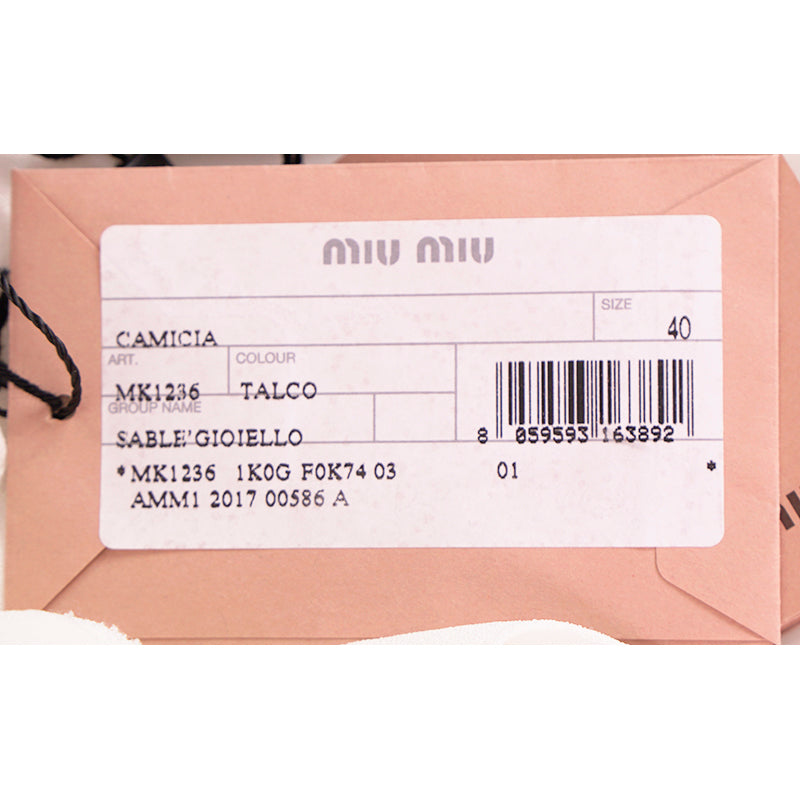 MIU MIU
SIZE
CAMICIA 40
ART. COLOUR
MK1236 TALCO
GROUP NAME
SABLE'GIOIELLO
8 059593 163892
*MK1236 1K0G F0K74 03 01 *
AMM1 2017 00586 A